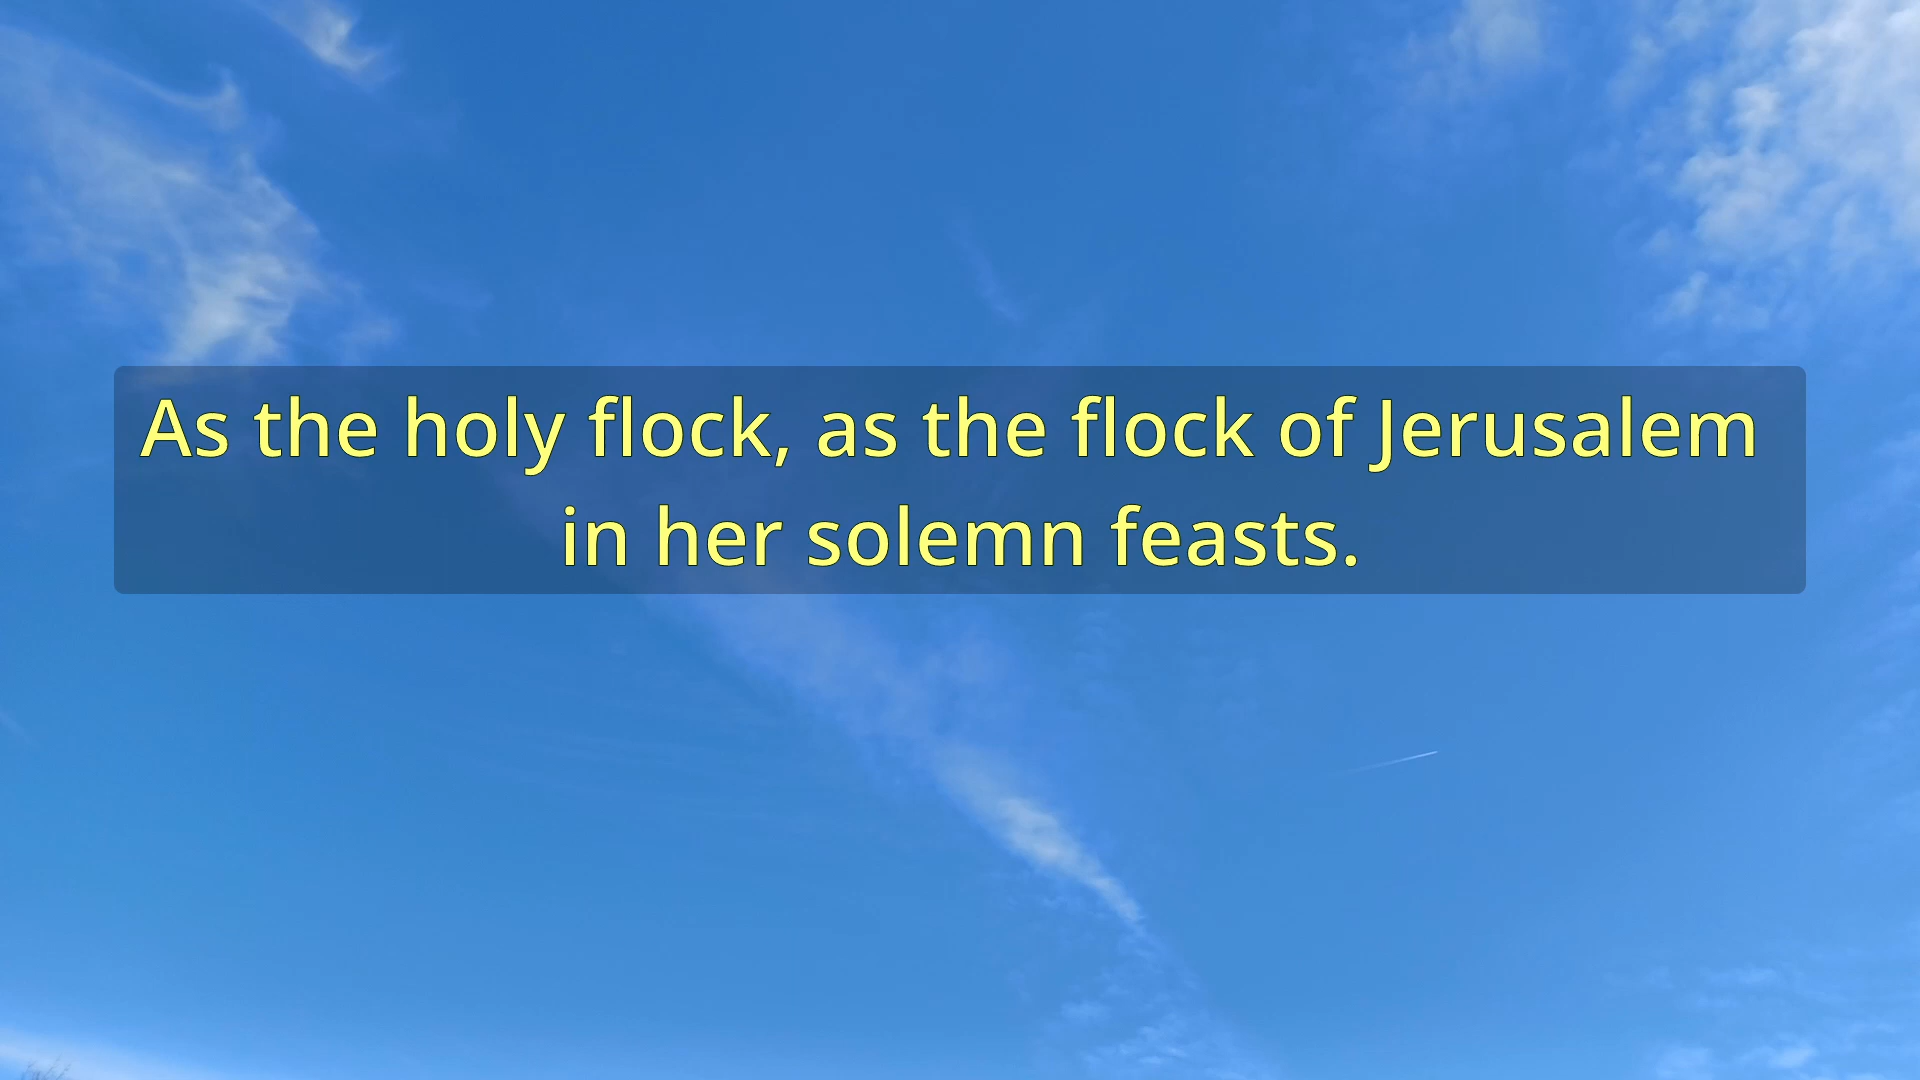 As the holy flock, as the flock of Jerusalem
in her solemn feasts.